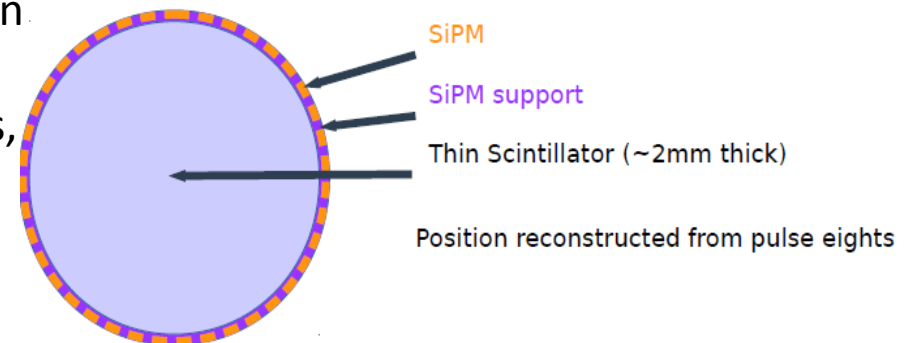 n
SiPM
SiPM support
s,
Thin Scintillator (~2mm thick)
Position reconstructed from pulse eights